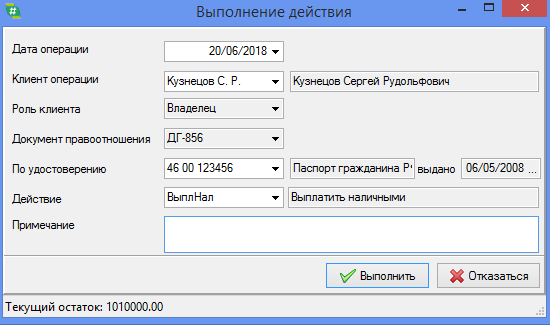 Выполнение действия
Дата операции 20/06/2018
Клиент операции Кузнецов С. Р. Кузнецов Сергей Рудольфович
Роль клиента Владелец
Документ правоотношения ДГ-856
По удостоверению 46 00 123456 Паспорт гражданина Р выдано 06/05/2008 ...
Действие ВыплНал Выплатить наличными
Примечание
Выполнить Отказаться
Текущий остаток: 1010000.00